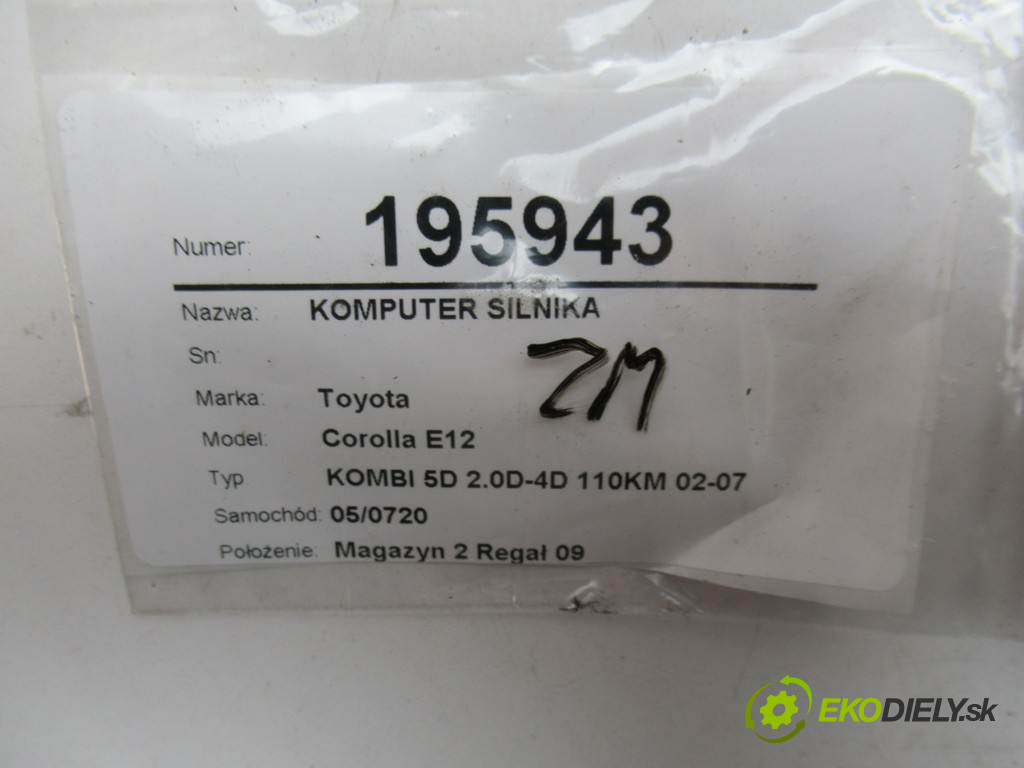 Numer: 195943
Nazwa: KOMPUTER SILNIKA
Sn:
ZM
Marka: Toyota
Model: Corolla E12
Typ KOMBI 5D 2.0D-4D 110KM 02-07
Samochód: 05/0720
Położenie: Magazyn 2 Regał 09
EKODIELY.sk